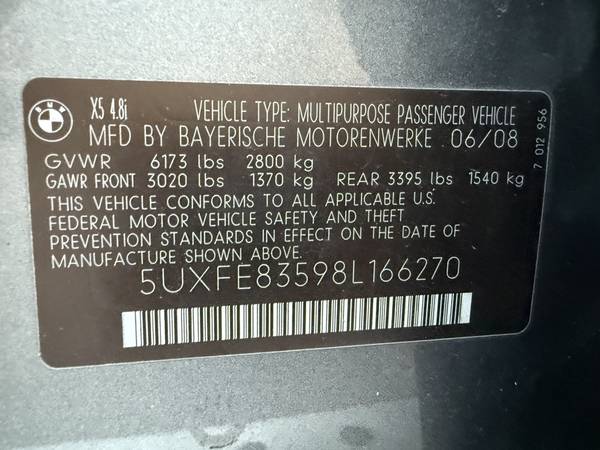 BMW
X5 4.8i
VEHICLE TYPE: MULTIPURPOSE PASSENGER VEHICLE
MFD BY BAYERISCHE MOTORENWERKE 06/08
GVWR 6173 lbs 2800 kg
GAWR FRONT 3020 lbs 1370 kg REAR 3395 lbs 1540 kg
THIS VEHICLE CONFORMS TO ALL APPLICABLE U.S.
FEDERAL MOTOR VEHICLE SAFETY AND THEFT
PREVENTION STANDARDS IN EFFECT ON THE DATE OF
MANUFACTURE SHOWN ABOVE.
5UXFE83598L166270
7 012 956